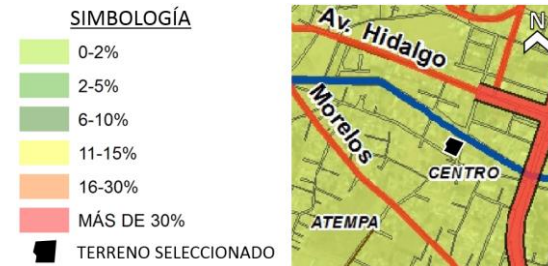 SIMBOLOGÍA
0-2%
2-5%
6-10%
11-15%
16-30%
MÁS DE 30%
TERRENO SELECCIONADO
N
Av. Hidalgo
Morelos
CENTRO
ATEMPA